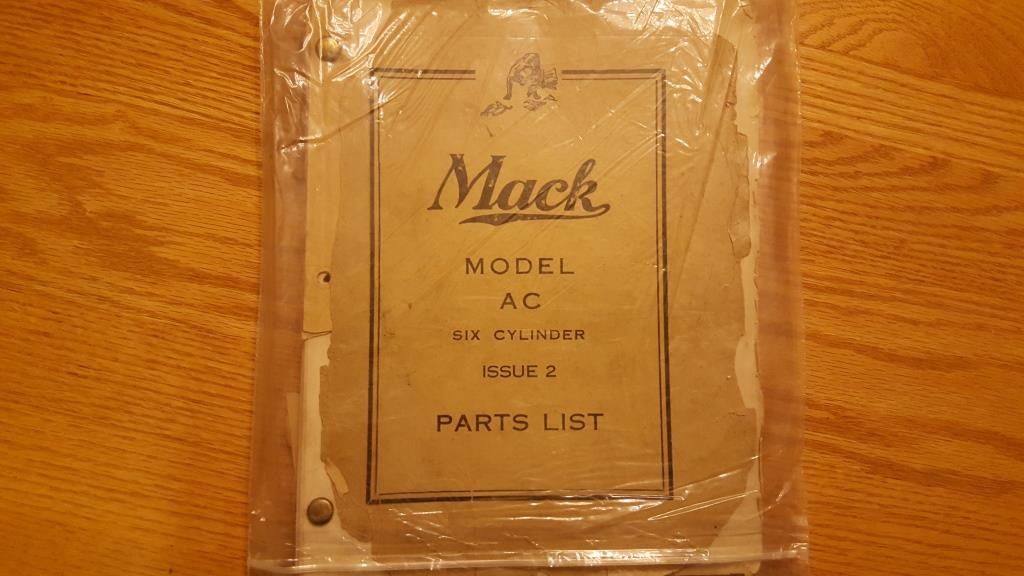 Mack
MODEL
AC
SIX CYLINDER
ISSUE 2
PARTS LIST